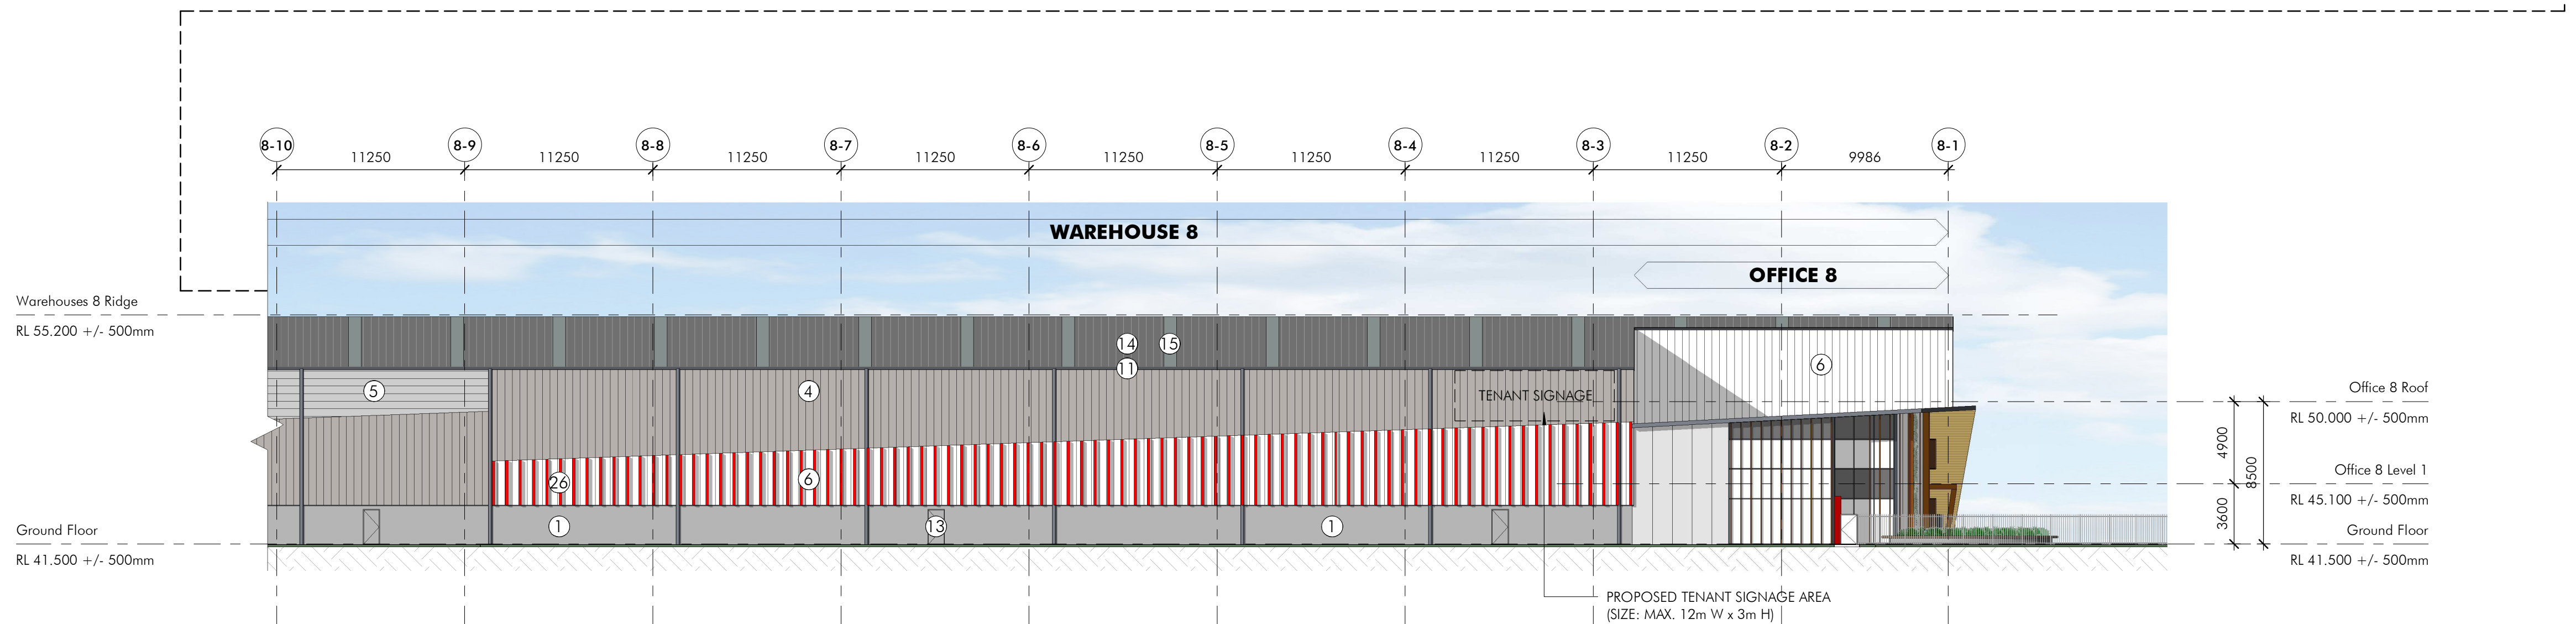 8-10 8-9 8-8 8-7 8-6 8-5 8-4 8-3 8-2 8-1
11250 11250 11250 11250 11250 11250 11250 11250 9986
WAREHOUSE 8
OFFICE 8
Warehouses 8 Ridge
RL 55.200 +/- 500mm
14 15
11
6
5 4
TENANT SIGNAGE
Office 8 Roof
RL 50.000 +/- 500mm
4900
8500
26 6
Office 8 Level 1
RL 45.100 +/- 500mm
3600
1 13 1
Ground Floor
RL 41.500 +/- 500mm
Ground Floor
RL 41.500 +/- 500mm
PROPOSED TENANT SIGNAGE AREA
(SIZE: MAX. 12m W x 3m H)